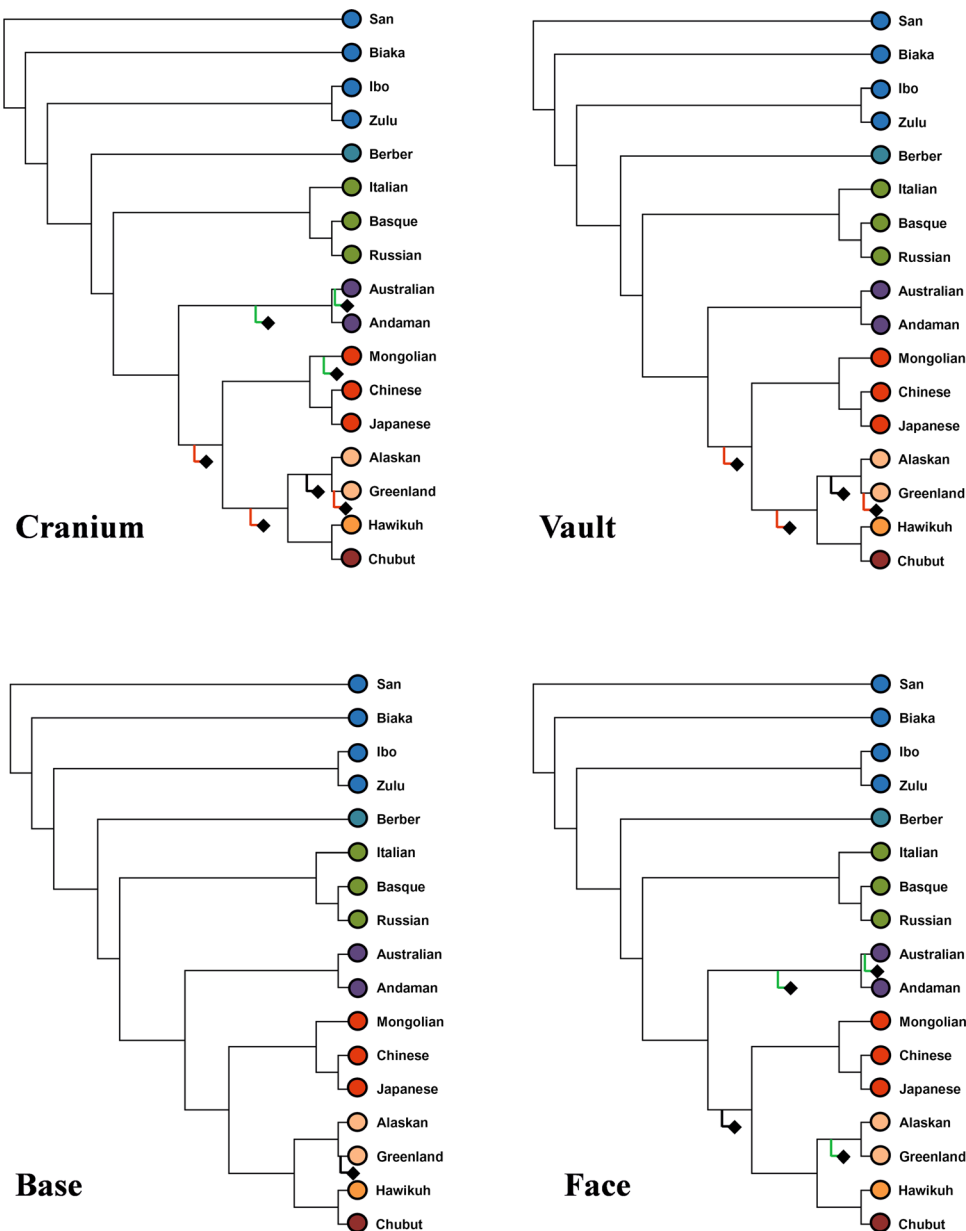 San
Biaka
Ibo
Zulu
Berber
Italian
Basque
Russian
Australian
Andaman
Mongolian
Chinese
Japanese
Alaskan
Greenland
Hawikuh
Chubut
Cranium
San
Biaka
Ibo
Zulu
Berber
Italian
Basque
Russian
Australian
Andaman
Mongolian
Chinese
Japanese
Alaskan
Greenland
Hawikuh
Chubut
Vault
San
Biaka
Ibo
Zulu
Berber
Italian
Basque
Russian
Australian
Andaman
Mongolian
Chinese
Japanese
Alaskan
Greenland
Hawikuh
Chubut
Base
San
Biaka
Ibo
Zulu
Berber
Italian
Basque
Russian
Australian
Andaman
Mongolian
Chinese
Japanese
Alaskan
Greenland
Hawikuh
Chubut
Face